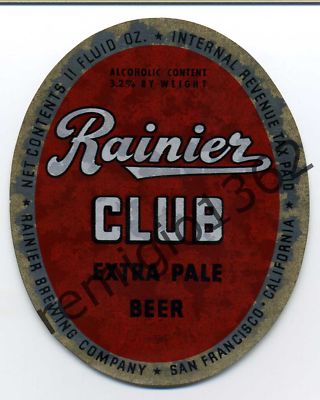 NET CONTENTS 11 FLUID OZ. ★ INTERNAL REVENUE TAX PAID
ALCOHOLIC CONTENT
3.2% BY WEIGHT
Rainier
CLUB
EXTRA PALE
BEER
★ RAINIER BREWING COMPANY ★ SAN FRANCISCO - CALIFORNIA ★
remigio1362